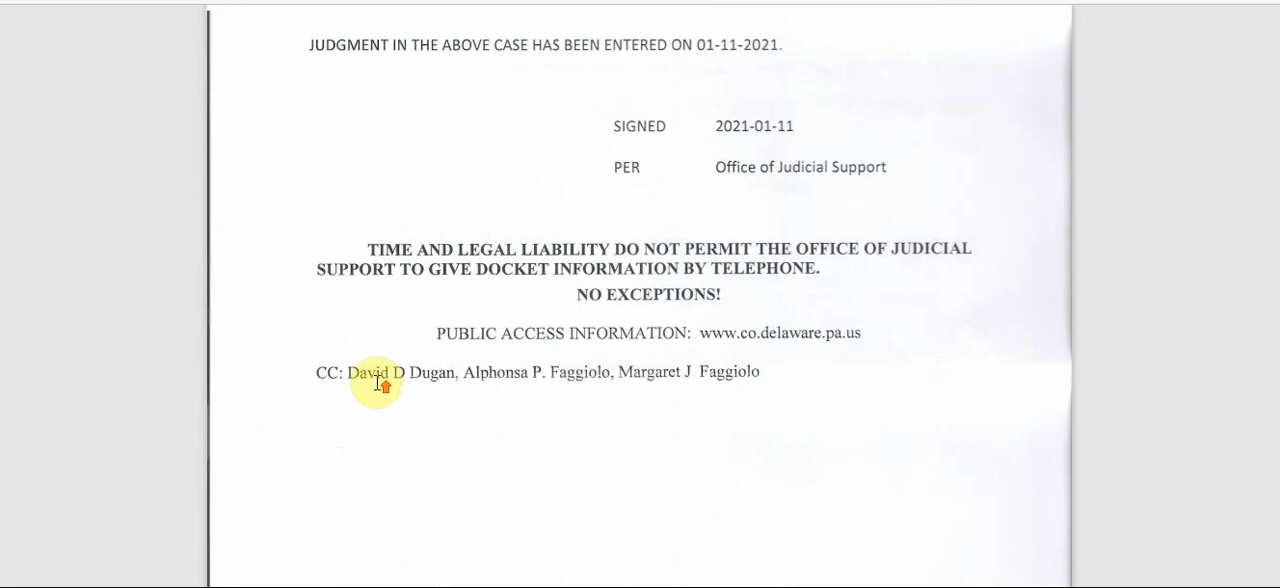 JUDGMENT IN THE ABOVE CASE HAS BEEN ENTERED ON 01-11-2021.
SIGNED 2021-01-11
PER Office of Judicial Support
TIME AND LEGAL LIABILITY DO NOT PERMIT THE OFFICE OF JUDICIAL
SUPPORT TO GIVE DOCKET INFORMATION BY TELEPHONE.
NO EXCEPTIONS!
PUBLIC ACCESS INFORMATION: www.co.delaware.pa.us
CC: David D Dugan, Alphonsa P. Faggiolo, Margaret J Faggiolo